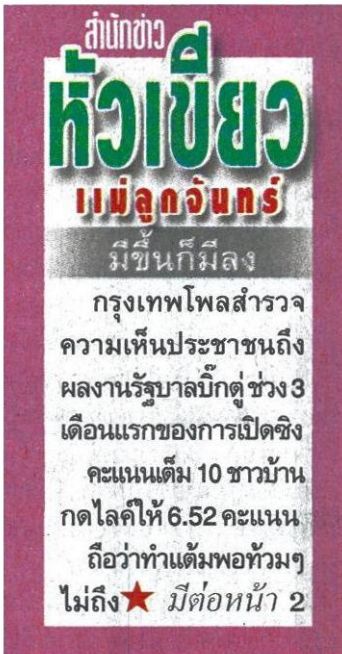 สำนักข่าว
หัวเขียว
แม่ลูกจันทร์
มีขึ้นก็มีลง
กรุงเทพโพลสำรวจ
ความเห็นประชาชนถึง
ผลงานรัฐบาลบิ๊กตู่ ช่วง 3
เดือนแรกของการเปิดซิง
คะแนนเต็ม 10 ชาวบ้าน
กดไลค์ให้ 6.52 คะแนน
ถือว่าทำแต้มพอท้วมๆ
ไม่ถึง★ มีต่อหน้า 2